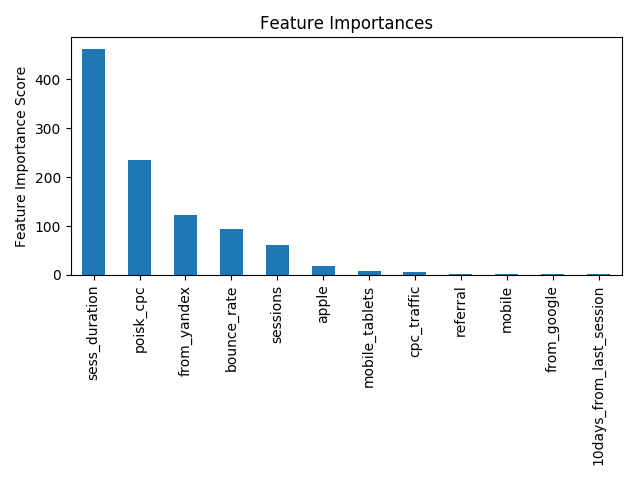 Feature Importances
Feature Importance Score
400
300
200
100
0
sess_duration
poisk_cpc
from_yandex
bounce_rate
sessions
apple
mobile_tablets
cpc_traffic
referral
mobile
from_google
10days_from_last_session